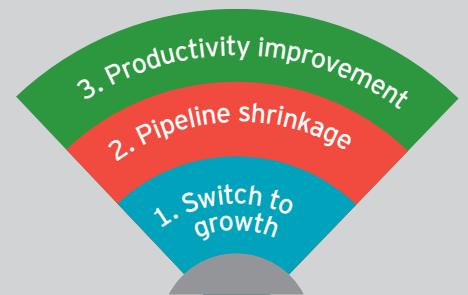 3. Productivity improvement
2. Pipeline shrinkage
1. Switch to
growth